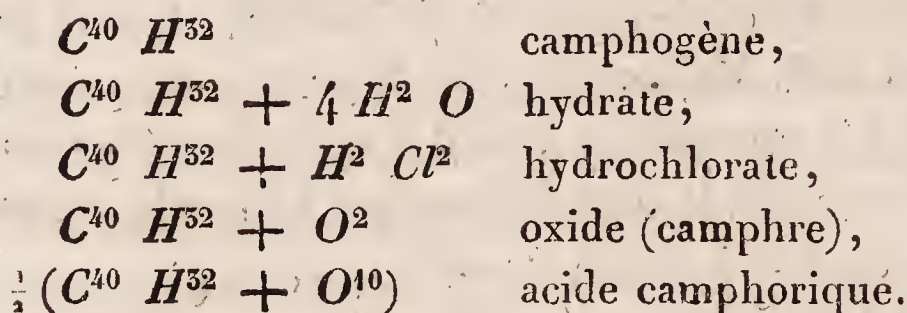 C⁴⁰ H³² camphogène,
C⁴⁰ H³² + 4 H² O hydrate,
C⁴⁰ H³² + H² Cl² hydrochlorate,
C⁴⁰ H³² + O² oxide (camphre),
½ (C⁴⁰ H³² + O¹⁰) acide camphorique.